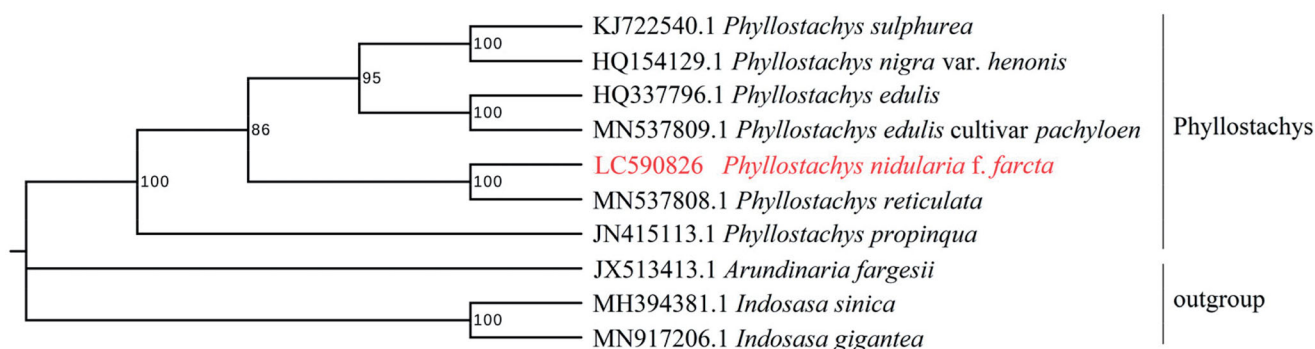 KJ722540.1 Phyllostachys sulphurea
100
HQ154129.1 Phyllostachys nigra var. henonis
95
HQ337796.1 Phyllostachys edulis
100
MN537809.1 Phyllostachys edulis cultivar pachyloen
86
Phyllostachys
LC590826 Phyllostachys nidularia f. farcta
100
100
MN537808.1 Phyllostachys reticulata
JN415113.1 Phyllostachys propinqua
JX513413.1 Arundinaria fargesii
MH394381.1 Indosasa sinica
outgroup
100
MN917206.1 Indosasa gigantea